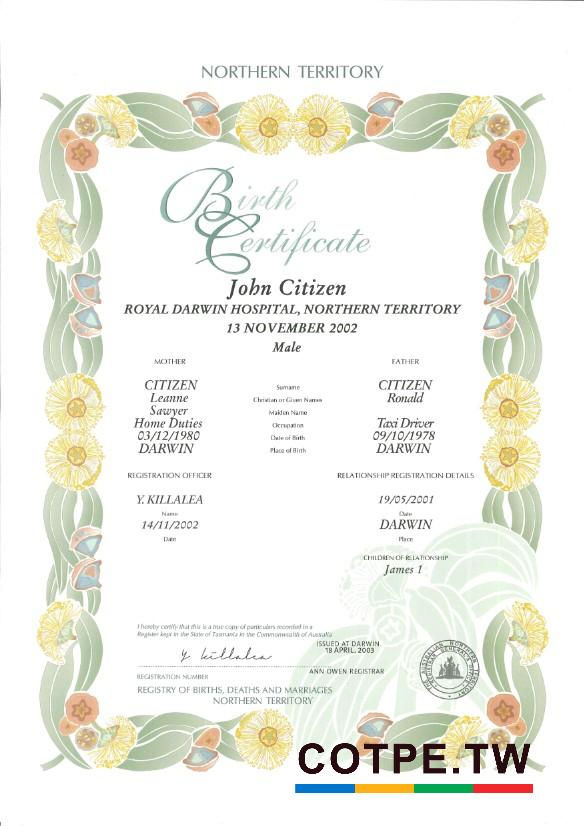 NORTHERN TERRITORY
Birth
Certificate
John Citizen
ROYAL DARWIN HOSPITAL, NORTHERN TERRITORY
13 NOVEMBER 2002
Male
MOTHER FATHER
CITIZEN Surname CITIZEN
Leanne Christian or Given Names Ronald
Sawyer Maiden Name
Home Duties Occupation Taxi Driver
03/12/1980 Date of Birth 09/10/1978
DARWIN Place of Birth DARWIN
REGISTRATION OFFICER RELATIONSHIP REGISTRATION DETAILS
Y. KILLALEA 19/05/2001
Name Date
14/11/2002 DARWIN
Date Place
CHILDREN OF RELATIONSHIP
James 1
I hereby certify that this is a true copy of particulars recorded in a
Register kept in the State of Tasmania in the Commonwealth of Australia
ISSUED AT DARWIN
18 APRIL, 2003
y killalea
ANN OWEN REGISTRAR
REGISTRATION NUMBER
REGISTRY OF BIRTHS, DEATHS AND MARRIAGES
NORTHERN TERRITORY
COTPE.TW